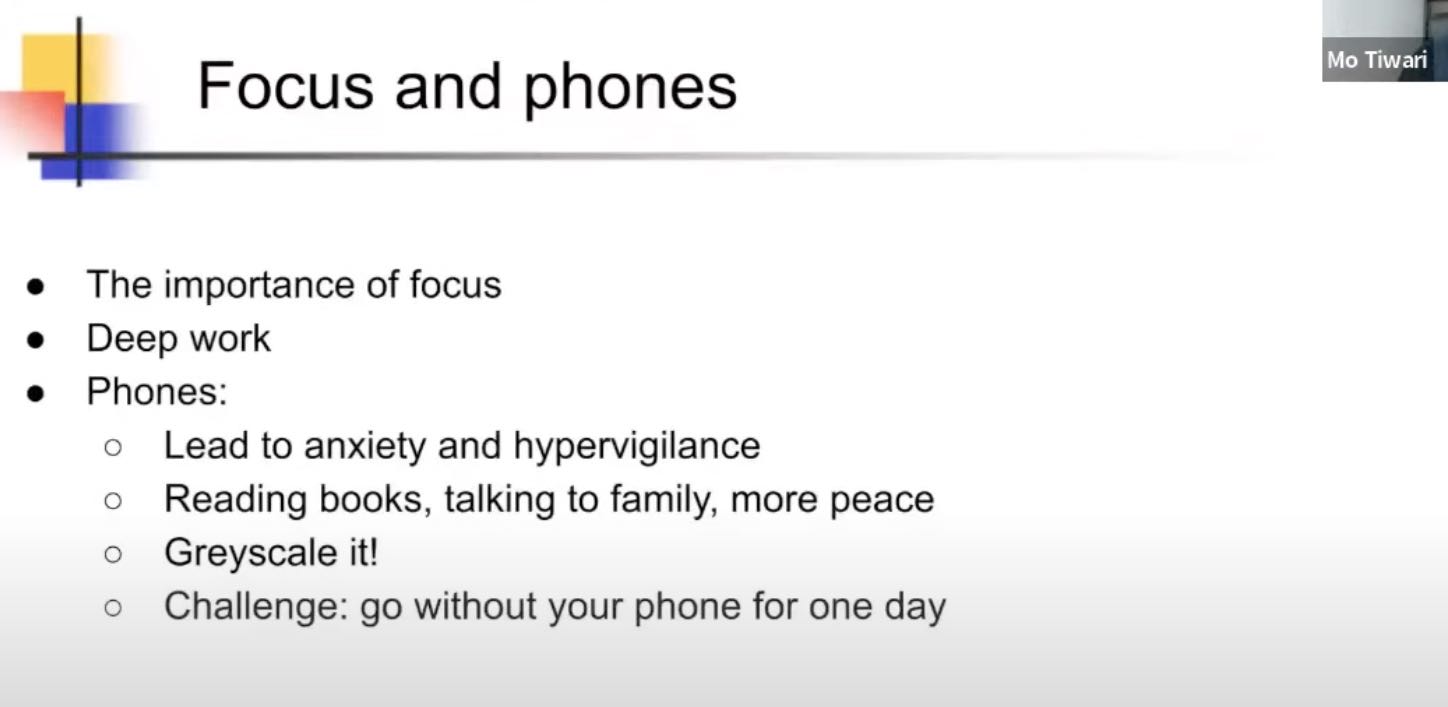 Focus and phones
Mo Tiwari
● The importance of focus
● Deep work
● Phones:
○ Lead to anxiety and hypervigilance
○ Reading books, talking to family, more peace
○ Greyscale it!
○ Challenge: go without your phone for one day